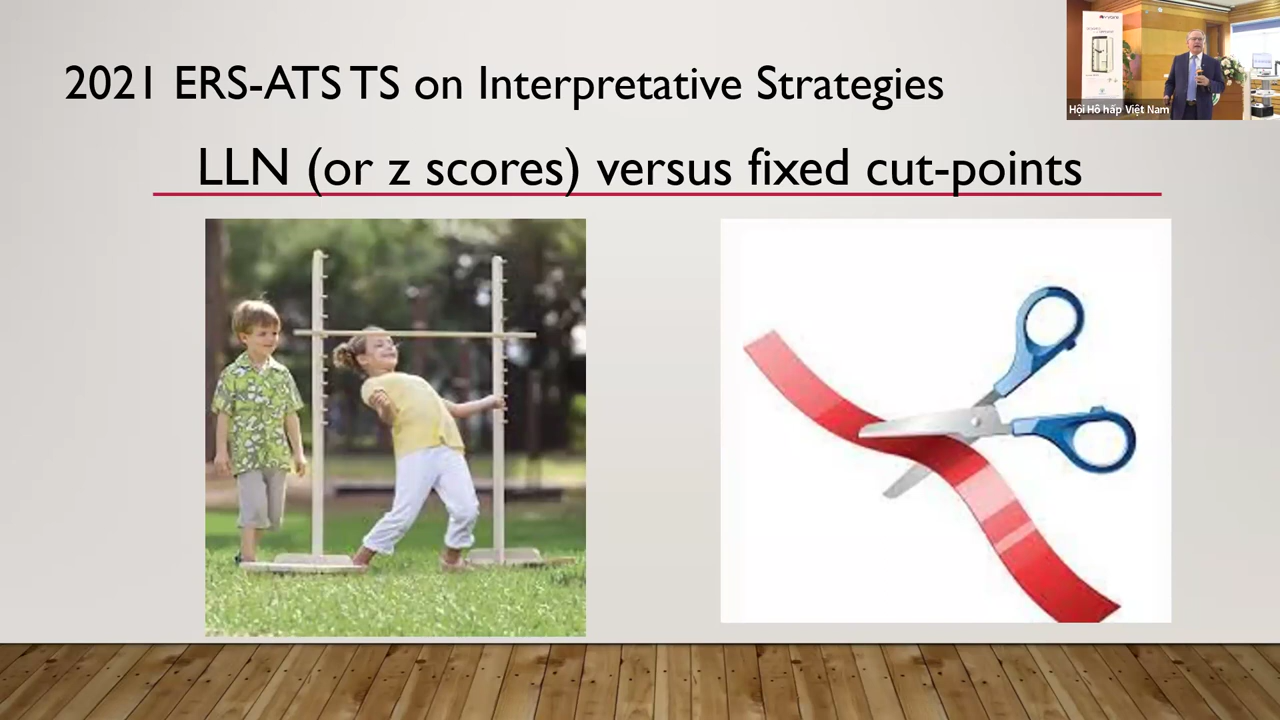 2021 ERS-ATS TS on Interpretative Strategies
LLN (or z scores) versus fixed cut-points
Hội Hô hấp Việt Nam